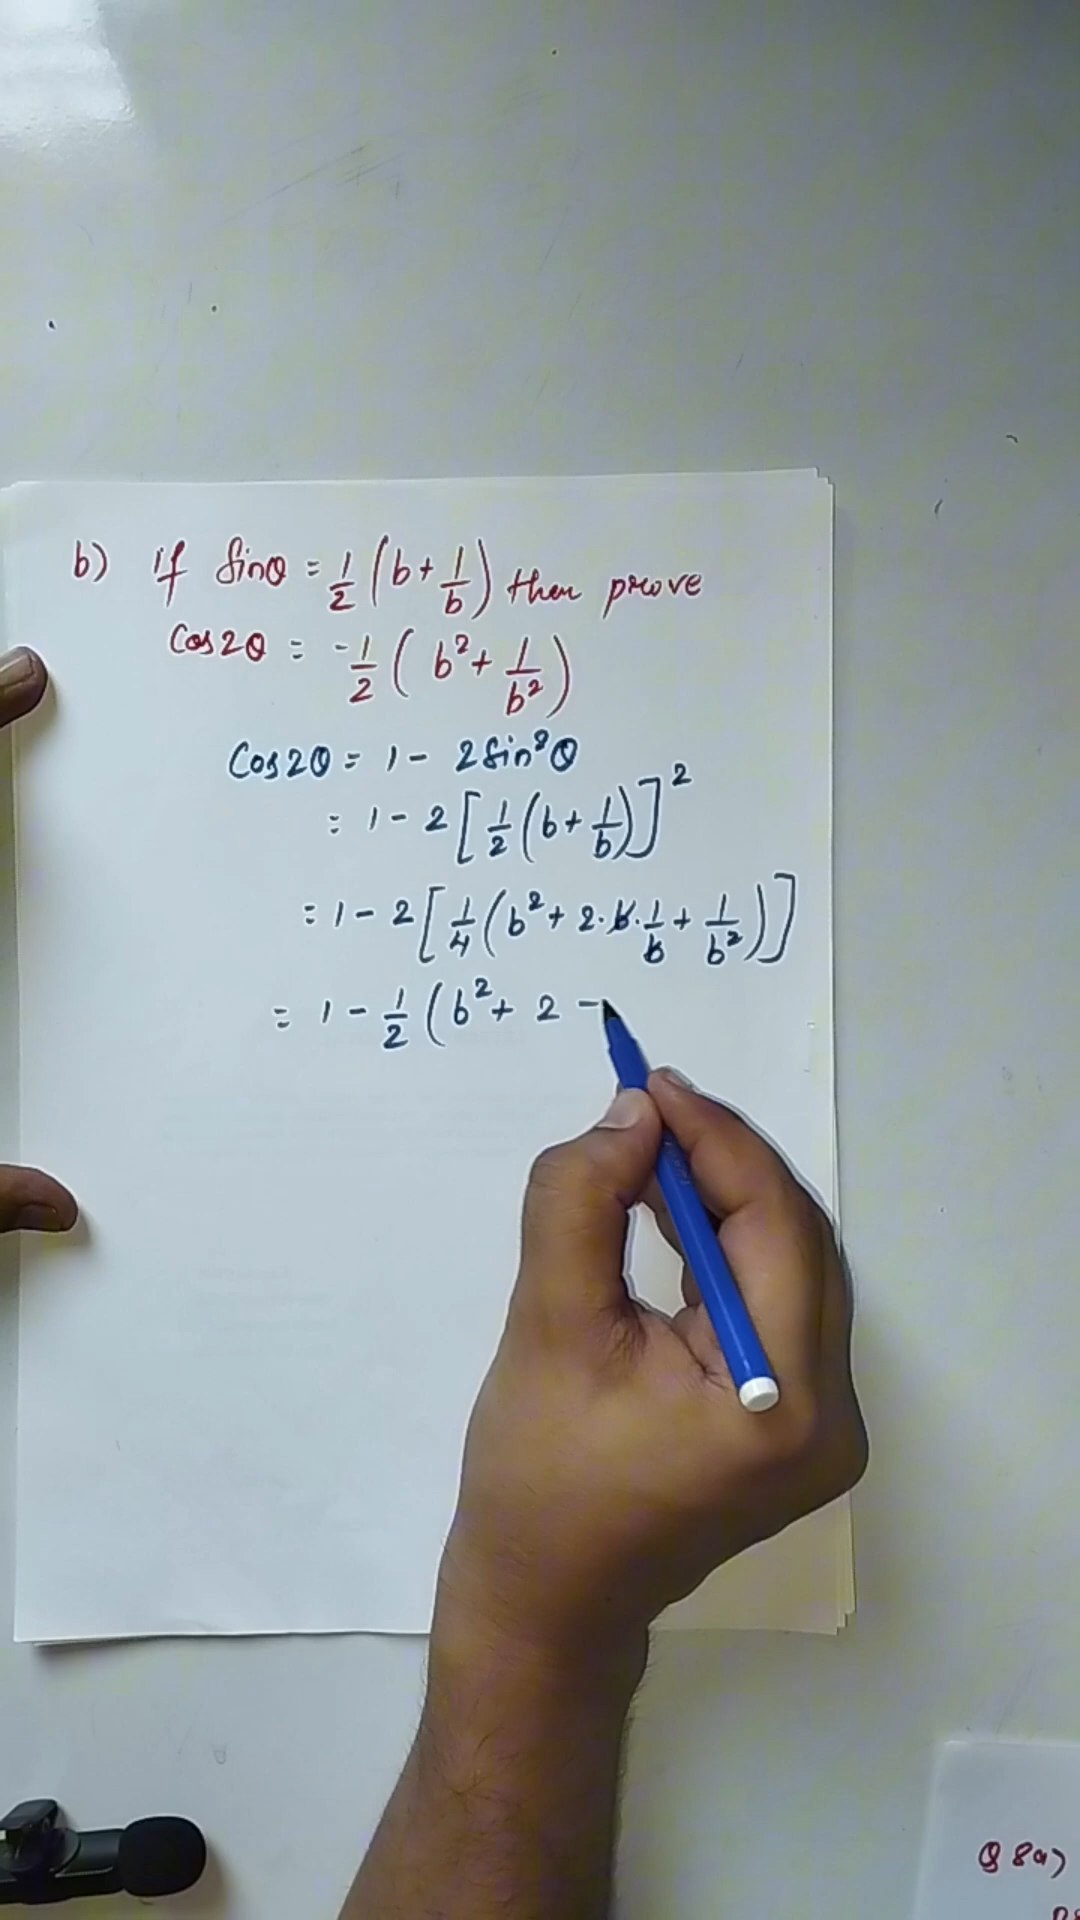 b) if Sinθ = 1/2 (b + 1/b) then prove
Cos2θ = -1/2 (b² + 1/b²)
Cos2θ = 1 - 2Sin²θ
= 1 - 2[1/2(b + 1/b)]²
= 1 - 2[1/4(b² + 2·b·1/b + 1/b²)]
= 1 - 1/2 (b² + 2 -
Q 8a)